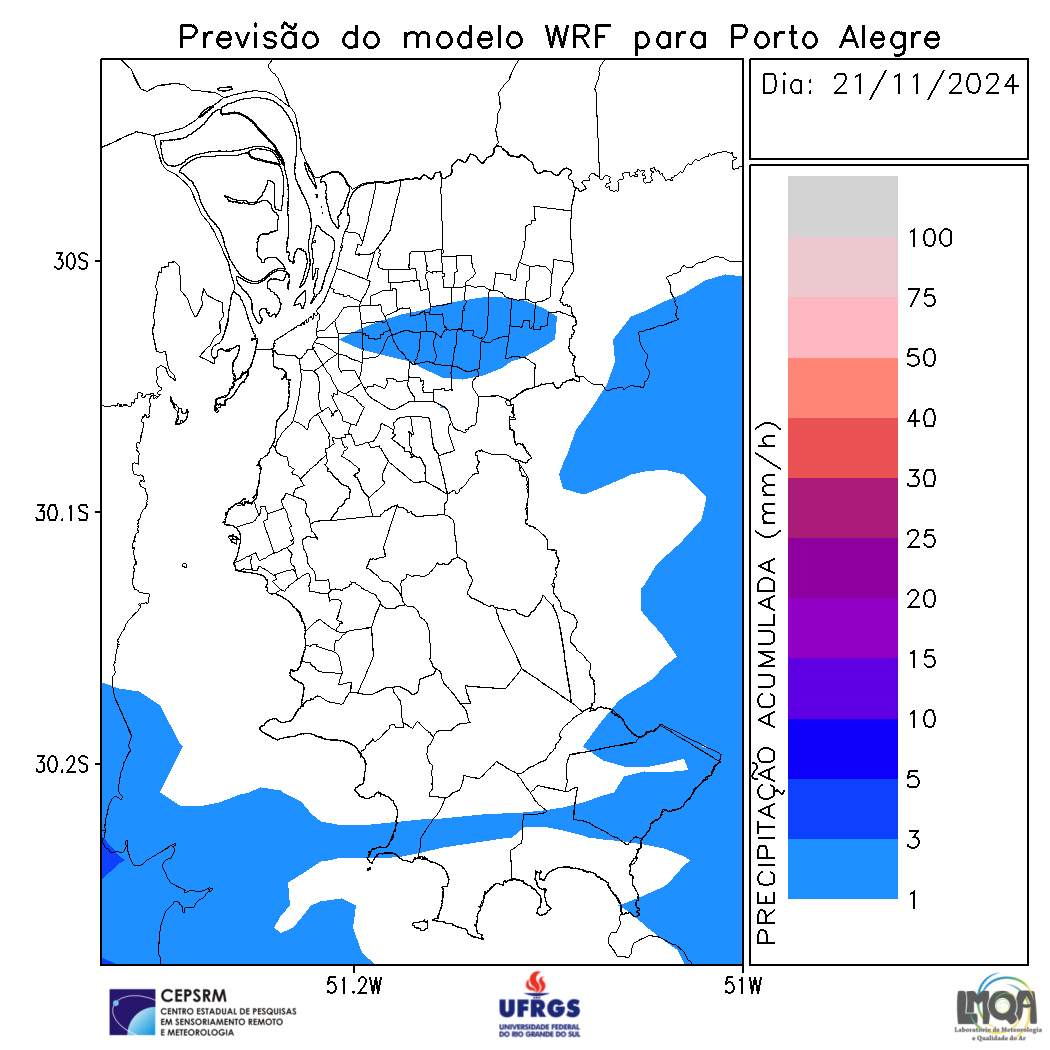 Previsão do modelo WRF para Porto Alegre
Dia: 21/11/2024
30S
30.1S
30.2S
51.2W
51W
PRECIPITAÇÃO ACUMULADA (mm/h)
100
75
50
40
30
25
20
15
10
5
3
1
CEPSRM
CENTRO ESTADUAL DE PESQUISAS
EM SENSORIAMENTO REMOTO
E METEOROLOGIA
UFRGS
UNIVERSIDADE FEDERAL
DO RIO GRANDE DO SUL
LMQA
Laboratório de Meteorologia
e Qualidade do Ar